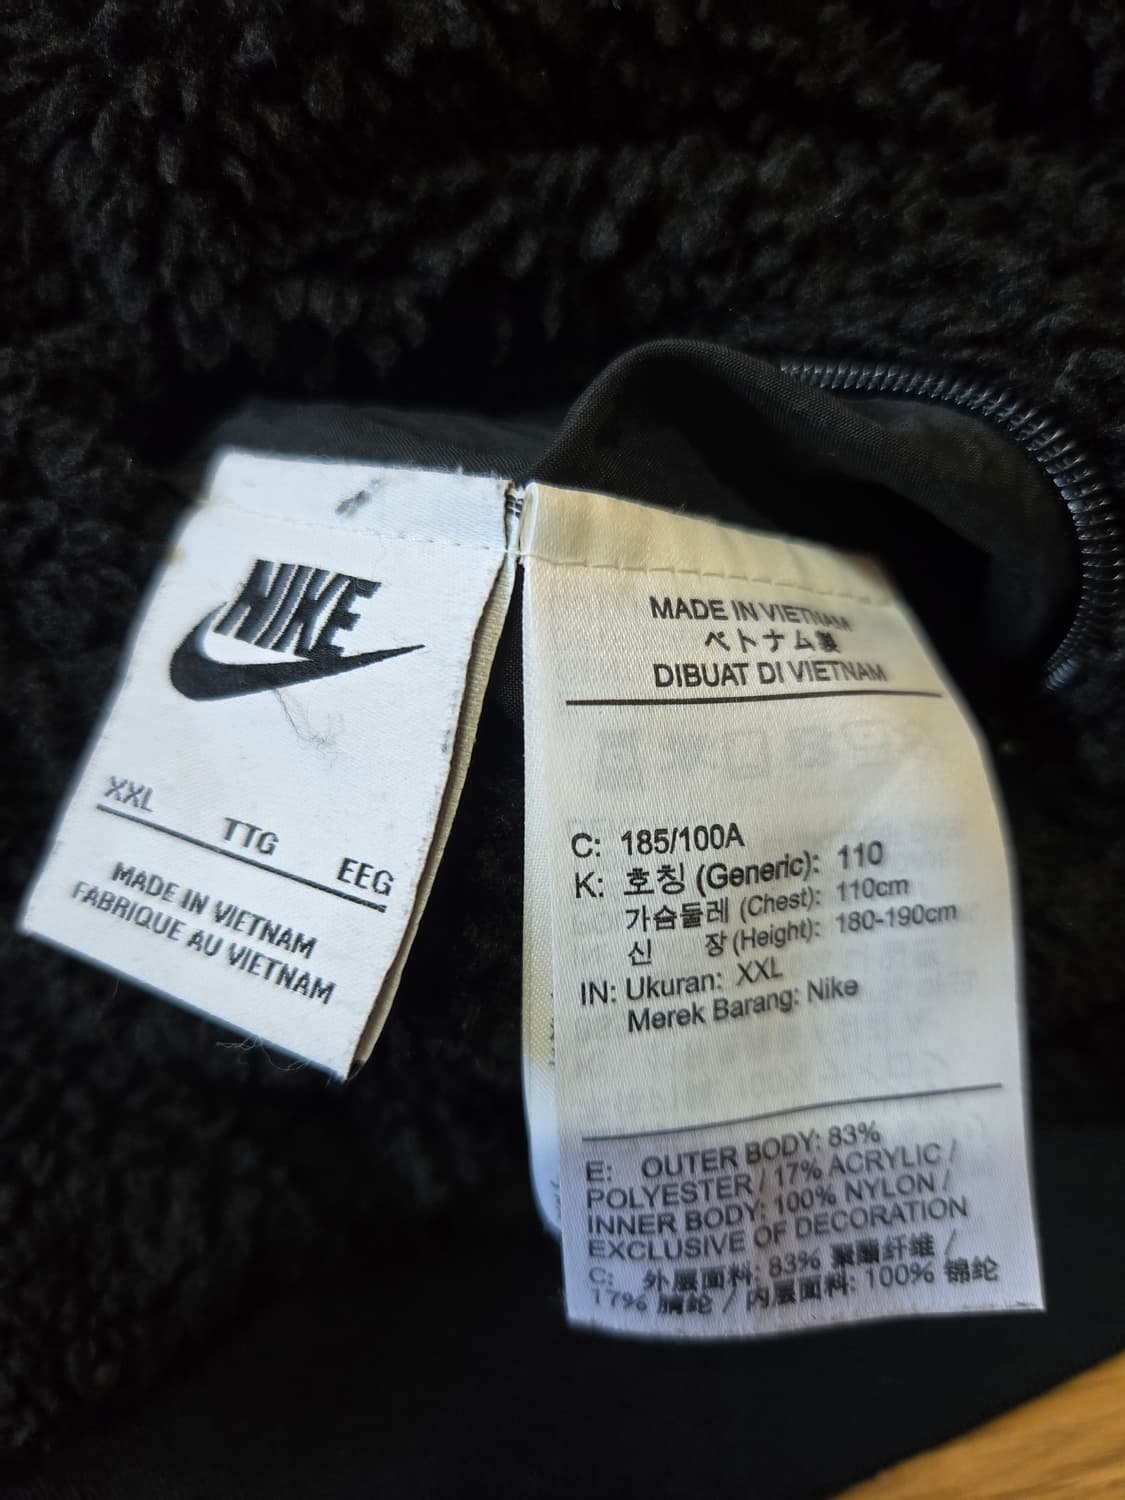 NIKE
XXL
TTG
EEG
MADE IN VIETNAM
FABRIQUE AU VIETNAM
MADE IN VIETNAM
ベトナム製
DIBUAT DI VIETNAM
C: 185/100A
K: 호칭 (Generic): 110
가슴둘레 (Chest): 110cm
신 장 (Height): 180-190cm
IN: Ukuran: XXL
Merek Barang: Nike
E: OUTER BODY: 83%
POLYESTER / 17% ACRYLIC /
INNER BODY: 100% NYLON /
EXCLUSIVE OF DECORATION
C: 外层面料: 83% 聚酯纤维 /
17% 腈纶 / 内层面料: 100% 锦纶